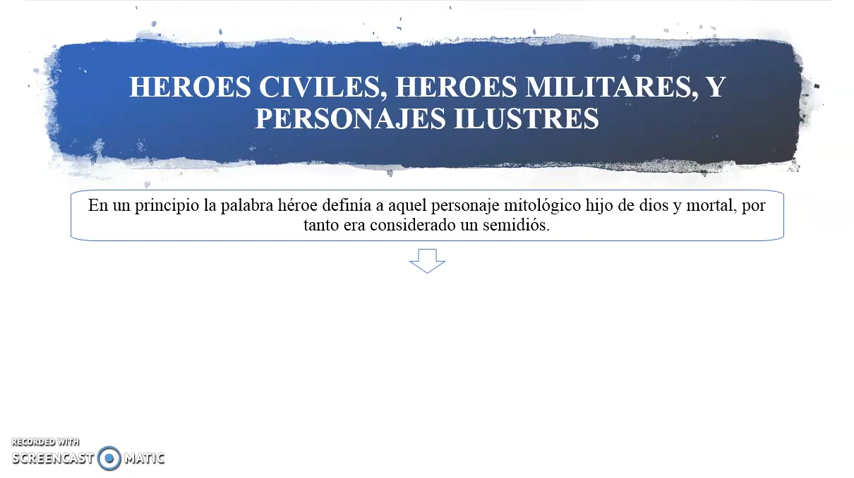 HEROES CIVILES, HEROES MILITARES, Y
PERSONAJES ILUSTRES
En un principio la palabra héroe definía a aquel personaje mitológico hijo de dios y mortal, por
tanto era considerado un semidiós.
RECORDED WITH
SCREENCAST MATIC